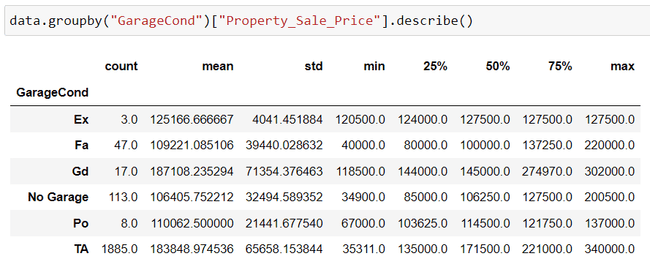 data.groupby("GarageCond")["Property_Sale_Price"].describe()
count mean std min 25% 50% 75% max
GarageCond
Ex 3.0 125166.666667 4041.451884 120500.0 124000.0 127500.0 127500.0 127500.0
Fa 47.0 109221.085106 39440.028632 40000.0 80000.0 100000.0 137250.0 220000.0
Gd 17.0 187108.235294 71354.376463 118500.0 144000.0 145000.0 274970.0 302000.0
No Garage 113.0 106405.752212 32494.589352 34900.0 85000.0 106250.0 127500.0 200500.0
Po 8.0 110062.500000 21441.677540 67000.0 103625.0 114500.0 121750.0 137000.0
TA 1885.0 183848.974536 65658.153844 35311.0 135000.0 171500.0 221000.0 340000.0